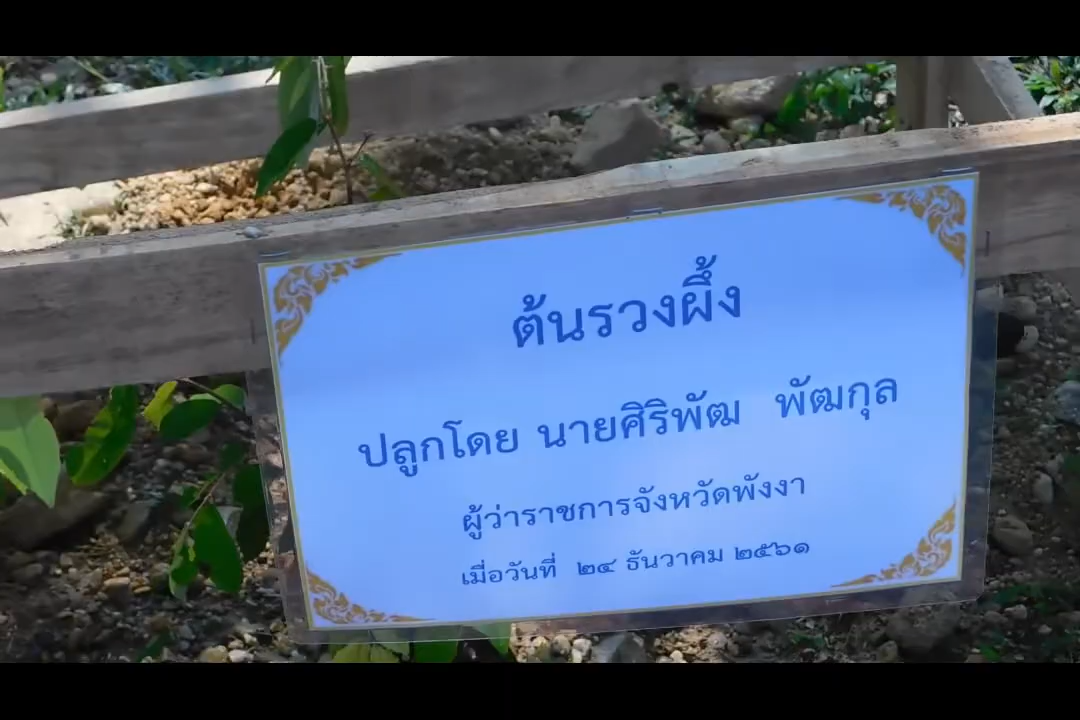 ต้นรวงผึ้ง
ปลูกโดย นายศิริพัฒ พัฒกุล
ผู้ว่าราชการจังหวัดพังงา
เมื่อวันที่ ๒๔ ธันวาคม ๒๕๖๑